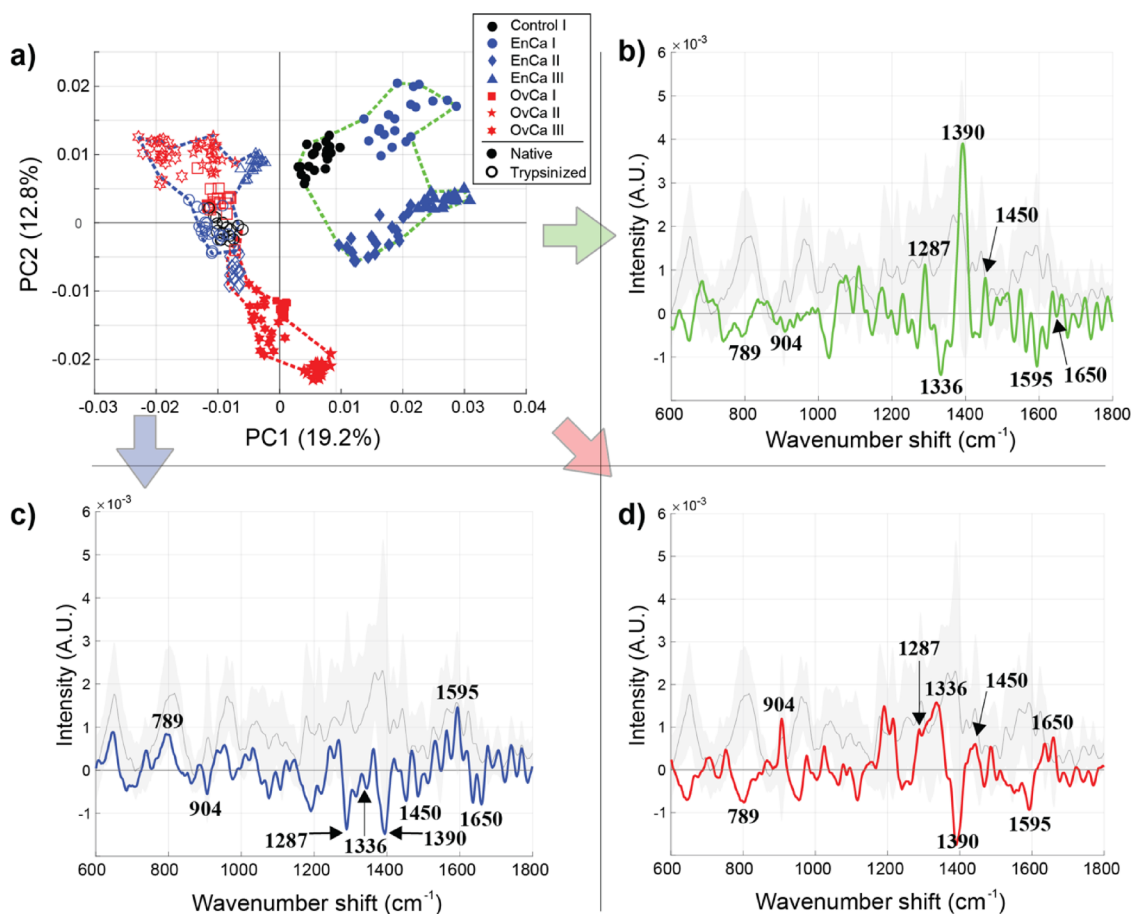 a)
Control I
EnCa I
EnCa II
EnCa III
OvCa I
OvCa II
OvCa III
Native
Trypsinized
0.02
0.01
0
-0.01
-0.02
PC2 (12.8%)
-0.03 -0.02 -0.01 0 0.01 0.02 0.03 0.04
PC1 (19.2%)
b)
×10⁻³
6
5
4
3
2
1
0
-1
Intensity (A.U.)
1390
1450
1287
789
904
1336
1595
1650
600 800 1000 1200 1400 1600 1800
Wavenumber shift (cm⁻¹)
c)
×10⁻³
6
5
4
3
2
1
0
-1
Intensity (A.U.)
789
1595
904
1287
1336
1390
1450
1650
600 800 1000 1200 1400 1600 1800
Wavenumber shift (cm⁻¹)
d)
×10⁻³
6
5
4
3
2
1
0
-1
Intensity (A.U.)
1287
1336
1450
904
1650
789
1390
1595
600 800 1000 1200 1400 1600 1800
Wavenumber shift (cm⁻¹)